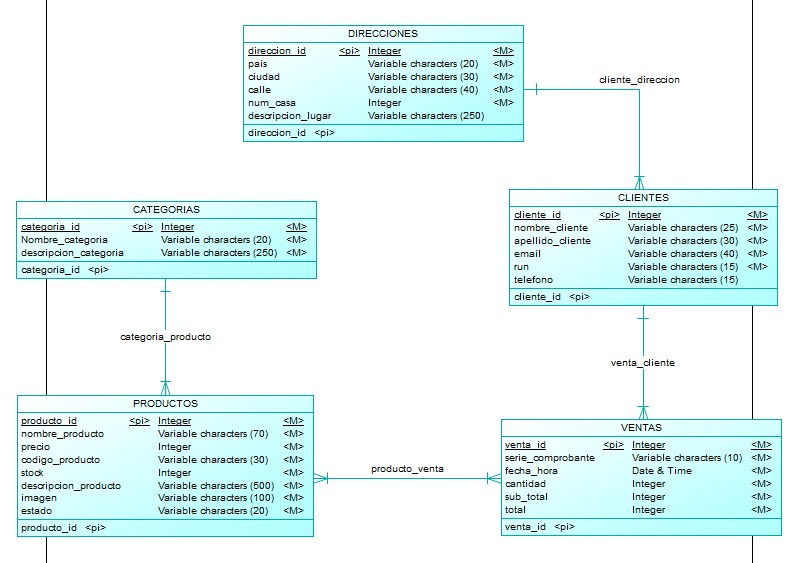 DIRECCIONES
direccion_id <pi> Integer <M>
pais Variable characters (20) <M>
ciudad Variable characters (30) <M>
calle Variable characters (40) <M>
num_casa Integer <M>
descripcion_lugar Variable characters (250)
direccion_id <pi>
cliente_direccion
CATEGORIAS
categoria_id <pi> Integer <M>
Nombre_categoria Variable characters (20) <M>
descripcion_categoria Variable characters (250) <M>
categoria_id <pi>
CLIENTES
cliente_id <pi> Integer <M>
nombre_cliente Variable characters (25) <M>
apellido_cliente Variable characters (30) <M>
email Variable characters (40) <M>
run Variable characters (15) <M>
telefono Variable characters (15)
cliente_id <pi>
categoria_producto
venta_cliente
PRODUCTOS
producto_id <pi> Integer <M>
nombre_producto Variable characters (70) <M>
precio Integer <M>
codigo_producto Variable characters (30) <M>
stock Integer <M>
descripcion_producto Variable characters (500) <M>
imagen Variable characters (100) <M>
estado Variable characters (20) <M>
producto_id <pi>
producto_venta
VENTAS
venta_id <pi> Integer <M>
serie_comprobante Variable characters (10) <M>
fecha_hora Date & Time <M>
cantidad Integer <M>
sub_total Integer <M>
total Integer <M>
venta_id <pi>